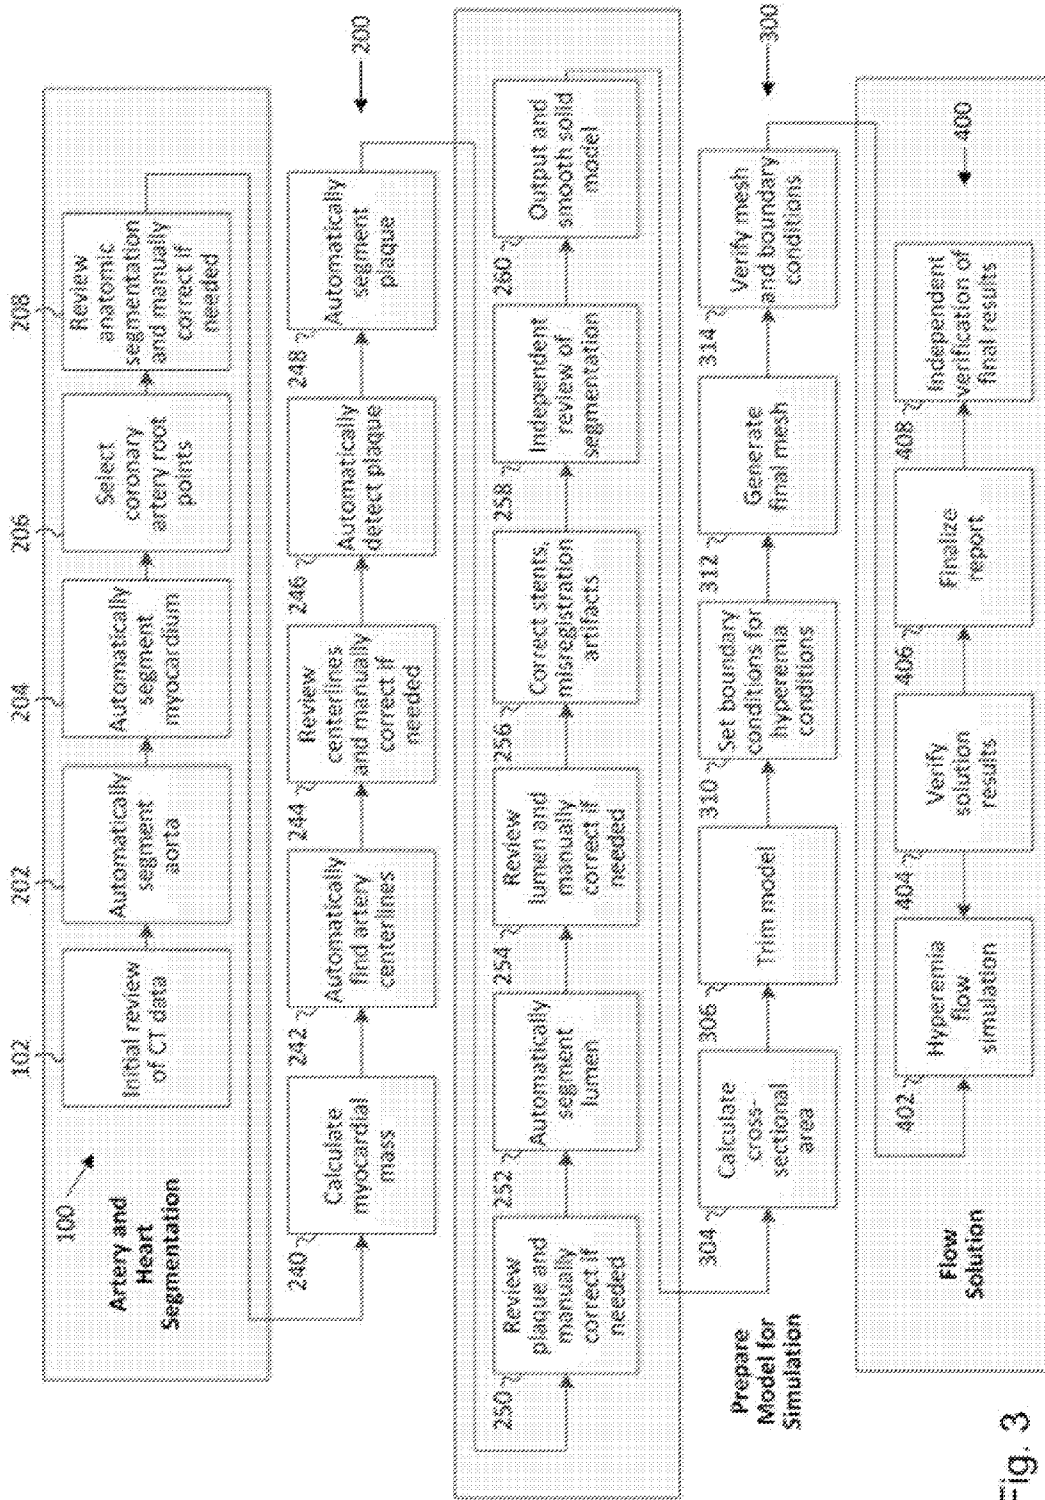 100
Artery and
Heart
Segmentation
102
Initial review
of CT data
202
Automatically
segment
aorta
204
Automatically
segment
myocardium
206
Select
coronary
artery root
points
208
Review
anatomic
segmentation
and manually
correct if
needed
200
240
Calculate
myocardial
mass
242
Automatically
find artery
centerlines
244
Review
centerlines
and manually
correct if
needed
246
Automatically
detect plaque
248
Automatically
segment
plaque
250
Review
plaque and
manually
correct if
needed
252
Automatically
segment
lumen
254
Review
lumen and
manually
correct if
needed
256
Correct stents,
misregistration
artifacts
258
Independent
review of
segmentation
260
Output and
smooth solid
model
Prepare
Model for
Simulation
300
304
Calculate
cross-
sectional
area
306
Trim model
310
Set boundary
conditions for
hyperemia
conditions
312
Generate
final mesh
314
Verify mesh
and boundary
conditions
Flow
Solution
400
402
Hyperemia
flow
simulation
404
Verify
solution
results
406
Finalize
report
408
Independent
verification of
final results
Fig. 3